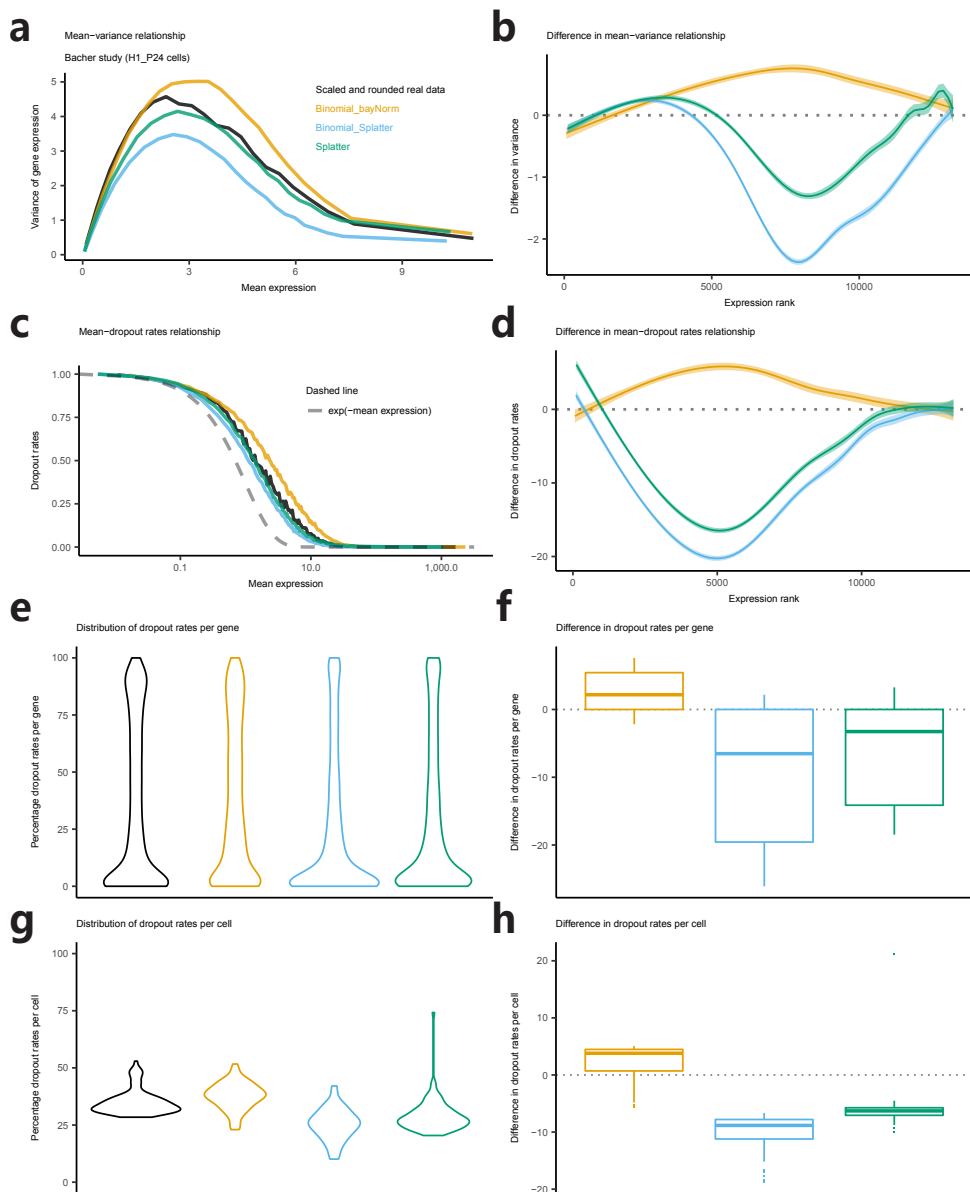 a
Mean−variance relationship
Bacher study (H1_P24 cells)
Variance of gene expression
5
4
3
2
1
0
Scaled and rounded real data
Binomial_bayNorm
Binomial_Splatter
Splatter
0 3 6 9
Mean expression
b
Difference in mean−variance relationship
Difference in variance
0
−1
−2
0 5000 10000
Expression rank
c
Mean−dropout rates relationship
Dropout rates
1.00
0.75
0.50
0.25
0.00
Dashed line
exp(−mean expression)
0.1 10.0 1,000.0
Mean expression
d
Difference in mean−dropout rates relationship
Difference in dropout rates
0
−10
−20
0 5000 10000
Expression rank
e
Distribution of dropout rates per gene
Percentage dropout rates per gene
100
75
50
25
0
f
Difference in dropout rates per gene
Difference in dropout rates per gene
0
−10
−20
g
Distribution of dropout rates per cell
Percentage dropout rates per cell
100
75
50
25
0
h
Difference in dropout rates per cell
Difference in dropout rates per cell
20
10
0
−10
−20